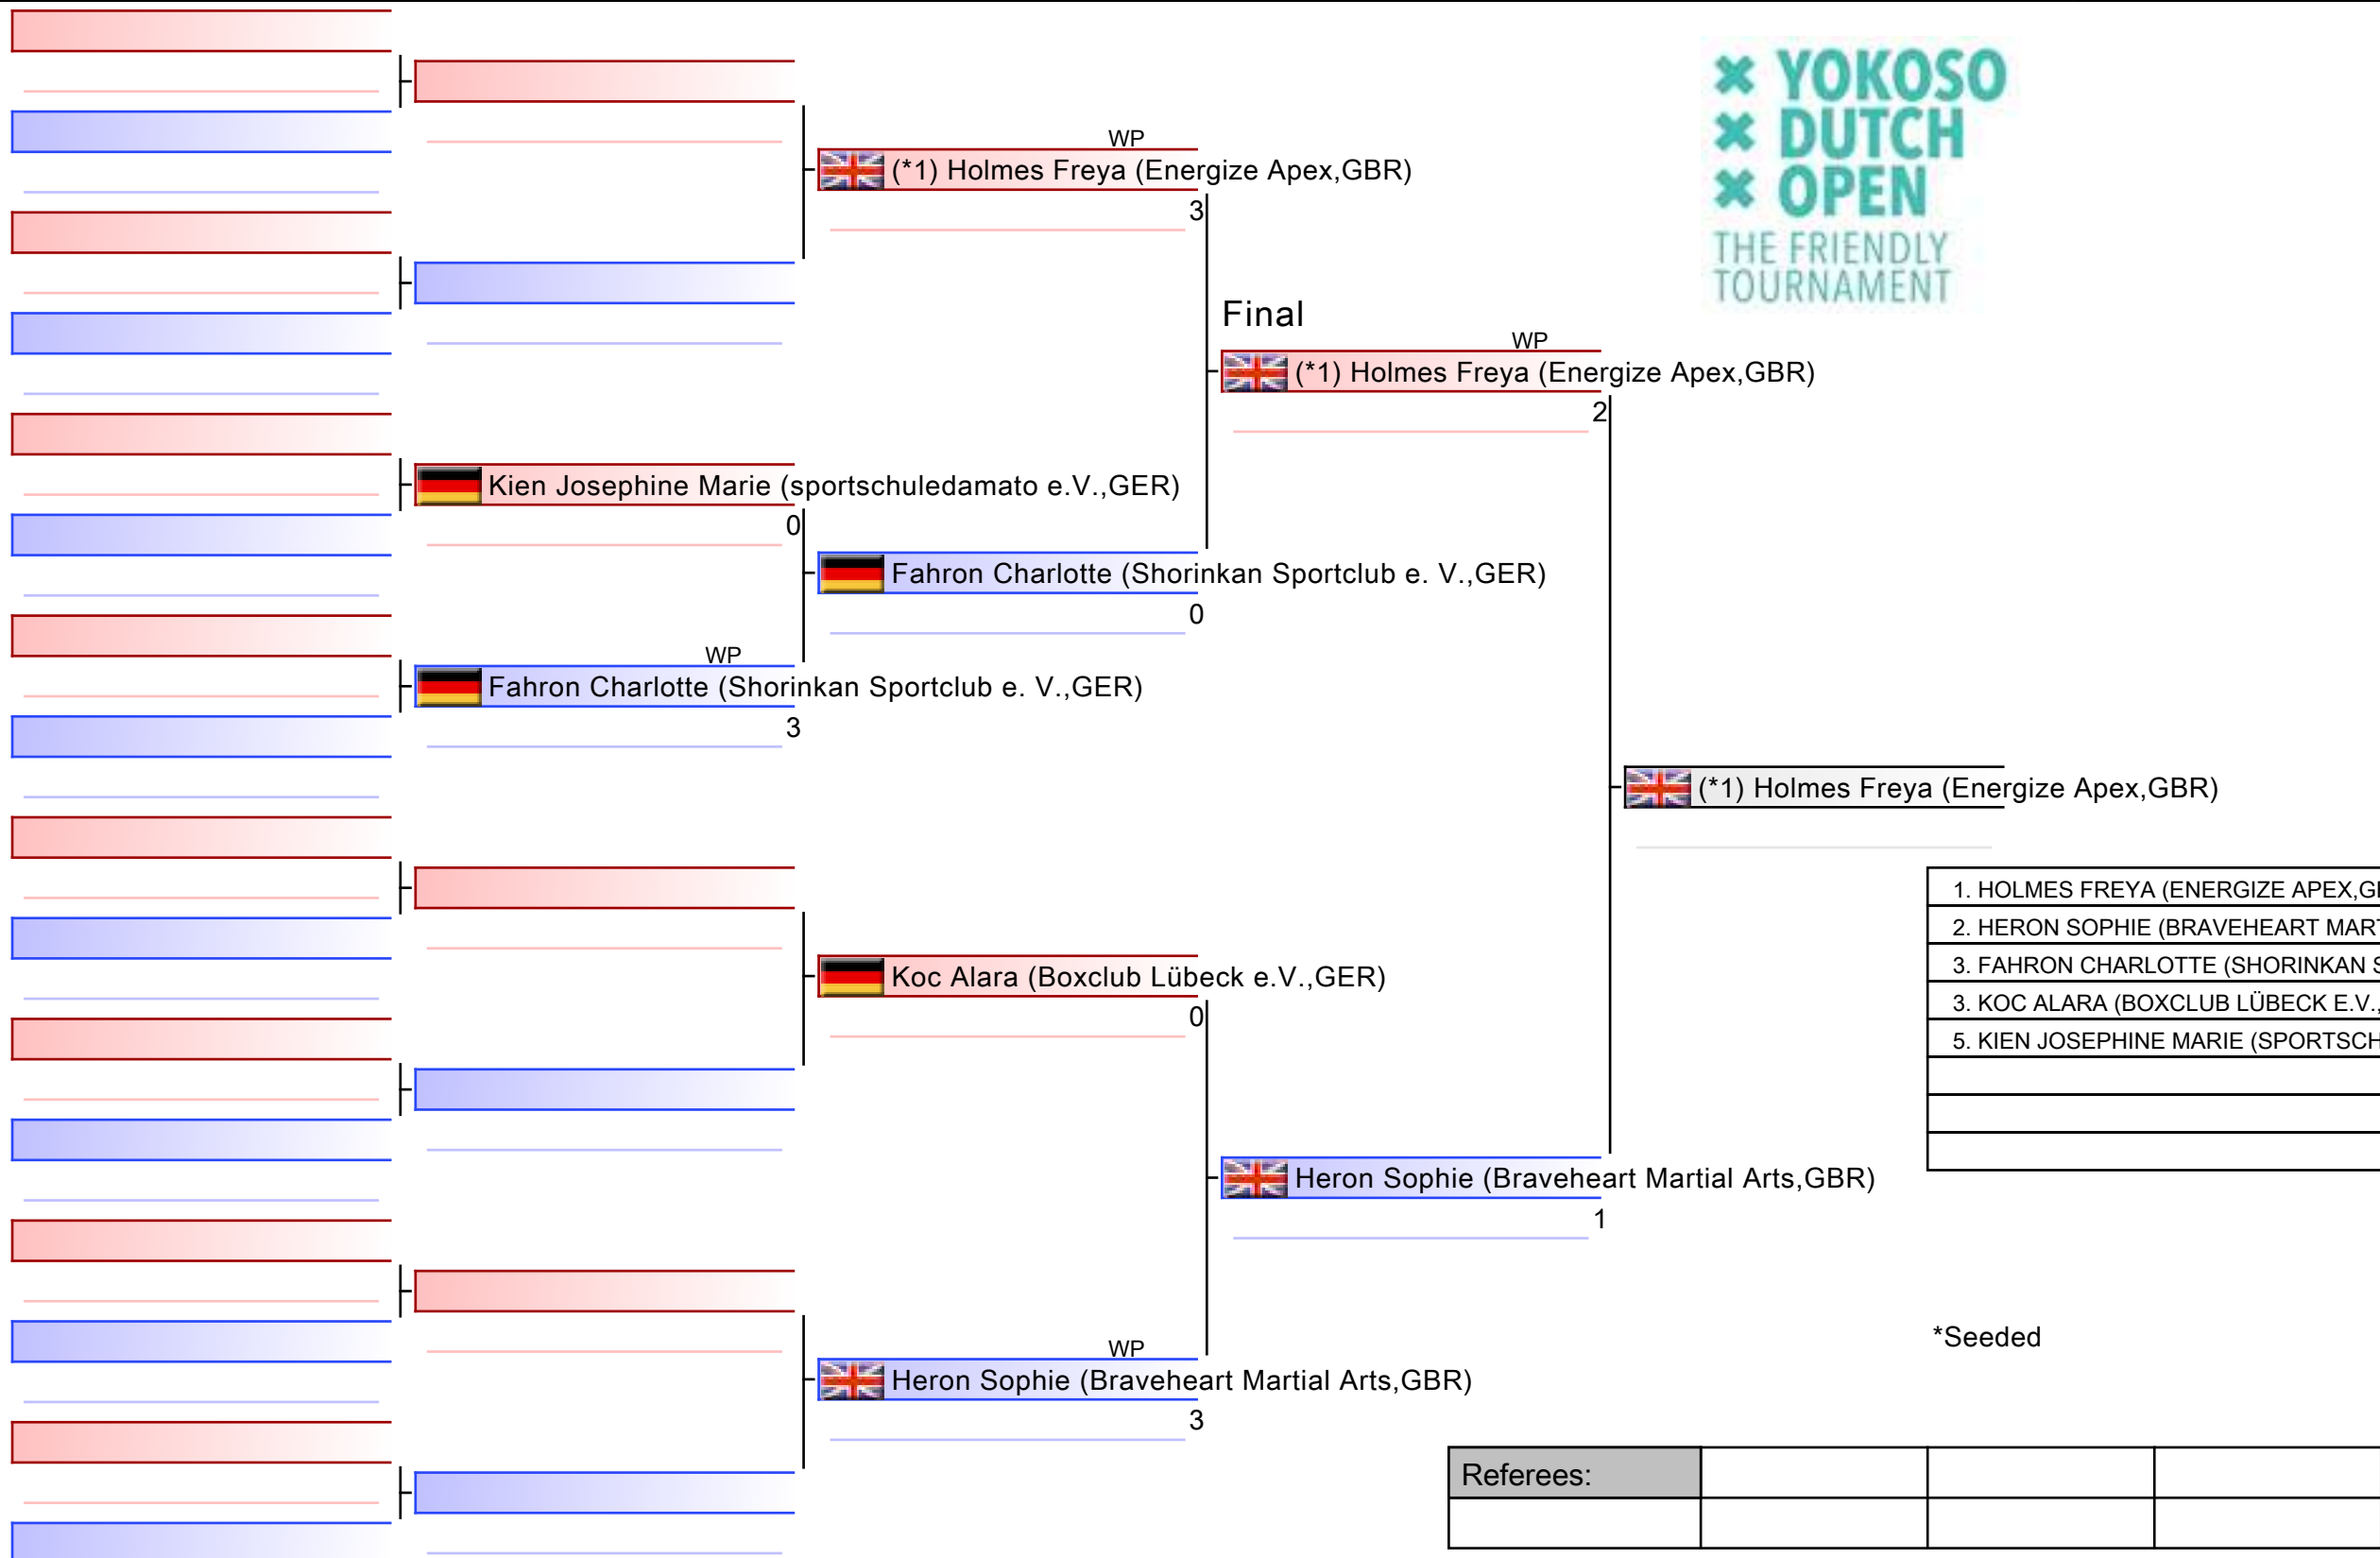 YOKOSO
DUTCH
OPEN
THE FRIENDLY
TOURNAMENT
WP
(*1) Holmes Freya (Energize Apex,GBR)
3
Final
WP
(*1) Holmes Freya (Energize Apex,GBR)
2
Kien Josephine Marie (sportschuledamato e.V.,GER)
0
Fahron Charlotte (Shorinkan Sportclub e. V.,GER)
0
WP
Fahron Charlotte (Shorinkan Sportclub e. V.,GER)
3
(*1) Holmes Freya (Energize Apex,GBR)
1. HOLMES FREYA (ENERGIZE APEX,G
2. HERON SOPHIE (BRAVEHEART MART
3. FAHRON CHARLOTTE (SHORINKAN S
3. KOC ALARA (BOXCLUB LÜBECK E.V.,
5. KIEN JOSEPHINE MARIE (SPORTSCH
Koc Alara (Boxclub Lübeck e.V.,GER)
0
Heron Sophie (Braveheart Martial Arts,GBR)
1
*Seeded
WP
Heron Sophie (Braveheart Martial Arts,GBR)
3
Referees: